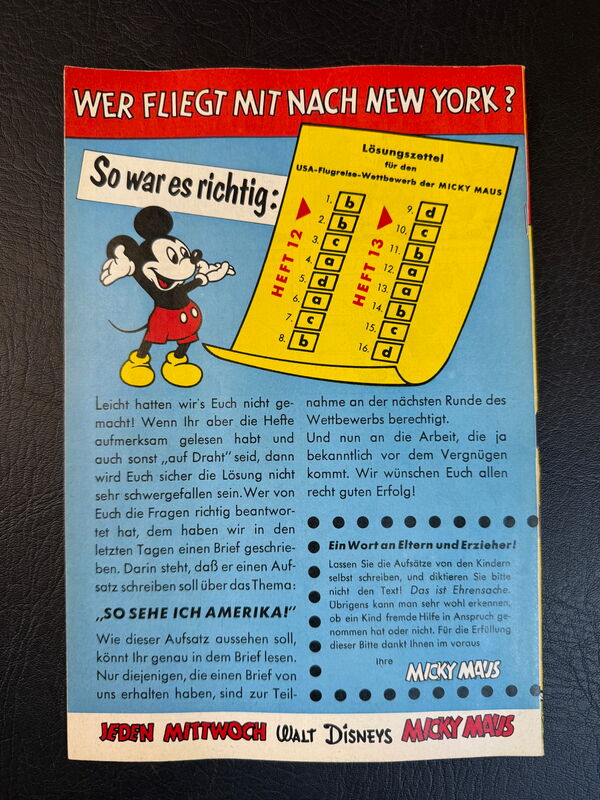 WER FLIEGT MIT NACH NEW YORK?
So war es richtig:
Lösungszettel
für den
USA-Flugreise-Wettbewerb der MICKY MAUS
HEFT 12
1. b
2. b
3. c
4. a
5. d
6. a
7. c
8. b
HEFT 13
9. d
10. c
11. b
12. a
13. a
14. b
15. c
16. d
Leicht hatten wir's Euch nicht ge-
macht! Wenn Ihr aber die Hefte
aufmerksam gelesen habt und
auch sonst „auf Draht" seid, dann
wird Euch sicher die Lösung nicht
sehr schwergefallen sein. Wer von
Euch die Fragen richtig beantwor-
tet hat, dem haben wir in den
letzten Tagen einen Brief geschrie-
ben. Darin steht, daß er einen Auf-
satz schreiben soll über das Thema:
„SO SEHE ICH AMERIKA!"
Wie dieser Aufsatz aussehen soll,
könnt Ihr genau in dem Brief lesen.
Nur diejenigen, die einen Brief von
uns erhalten haben, sind zur Teil-
nahme an der nächsten Runde des
Wettbewerbs berechtigt.
Und nun an die Arbeit, die ja
bekanntlich vor dem Vergnügen
kommt. Wir wünschen Euch allen
recht guten Erfolg!
Ein Wort an Eltern und Erzieher!
Lassen Sie die Aufsätze von den Kindern
selbst schreiben, und diktieren Sie bitte
nicht den Text! Das ist Ehrensache.
Übrigens kann man sehr wohl erkennen,
ob ein Kind fremde Hilfe in Anspruch ge-
nommen hat oder nicht. Für die Erfüllung
dieser Bitte dankt Ihnen im voraus
Ihre
MICKY MAUS
JEDEN MITTWOCH WALT DISNEYS MICKY MAUS